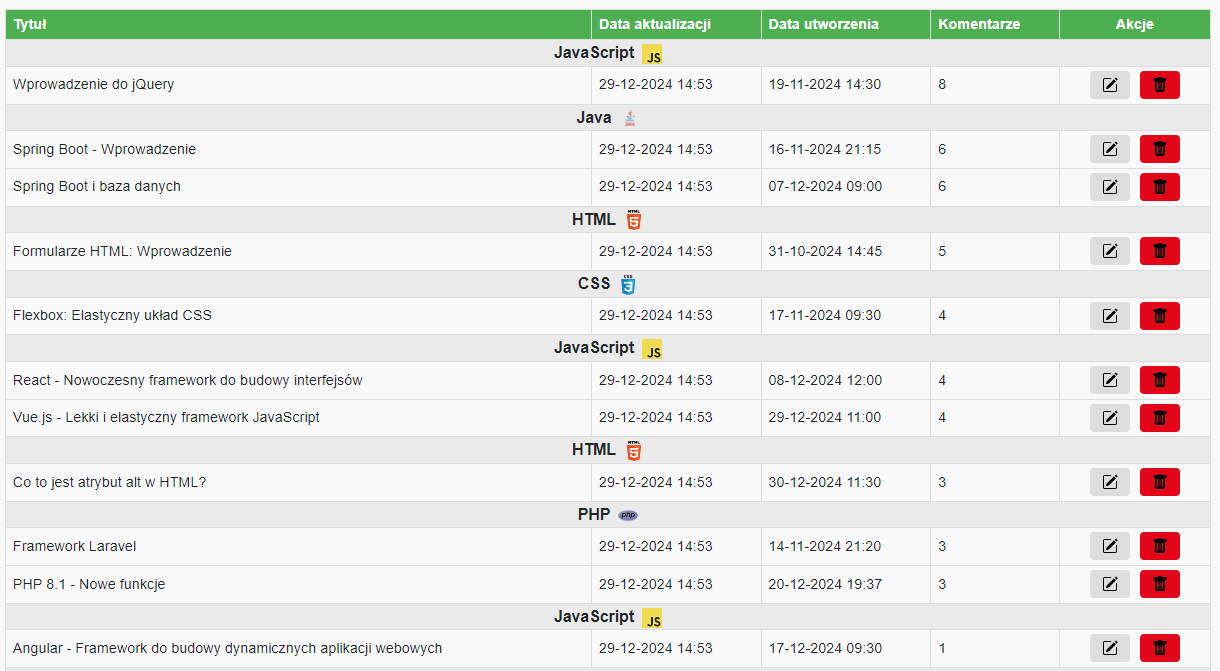 Tytuł Data aktualizacji Data utworzenia Komentarze Akcje
JavaScript JS
Wprowadzenie do jQuery 29-12-2024 14:53 19-11-2024 14:30 8
Java
Spring Boot - Wprowadzenie 29-12-2024 14:53 16-11-2024 21:15 6
Spring Boot i baza danych 29-12-2024 14:53 07-12-2024 09:00 6
HTML HTML 5
Formularze HTML: Wprowadzenie 29-12-2024 14:53 31-10-2024 14:45 5
CSS CSS 3
Flexbox: Elastyczny układ CSS 29-12-2024 14:53 17-11-2024 09:30 4
JavaScript JS
React - Nowoczesny framework do budowy interfejsów 29-12-2024 14:53 08-12-2024 12:00 4
Vue.js - Lekki i elastyczny framework JavaScript 29-12-2024 14:53 29-12-2024 11:00 4
HTML HTML 5
Co to jest atrybut alt w HTML? 29-12-2024 14:53 30-12-2024 11:30 3
PHP php
Framework Laravel 29-12-2024 14:53 14-11-2024 21:20 3
PHP 8.1 - Nowe funkcje 29-12-2024 14:53 20-12-2024 19:37 3
JavaScript JS
Angular - Framework do budowy dynamicznych aplikacji webowych 29-12-2024 14:53 17-12-2024 09:30 1